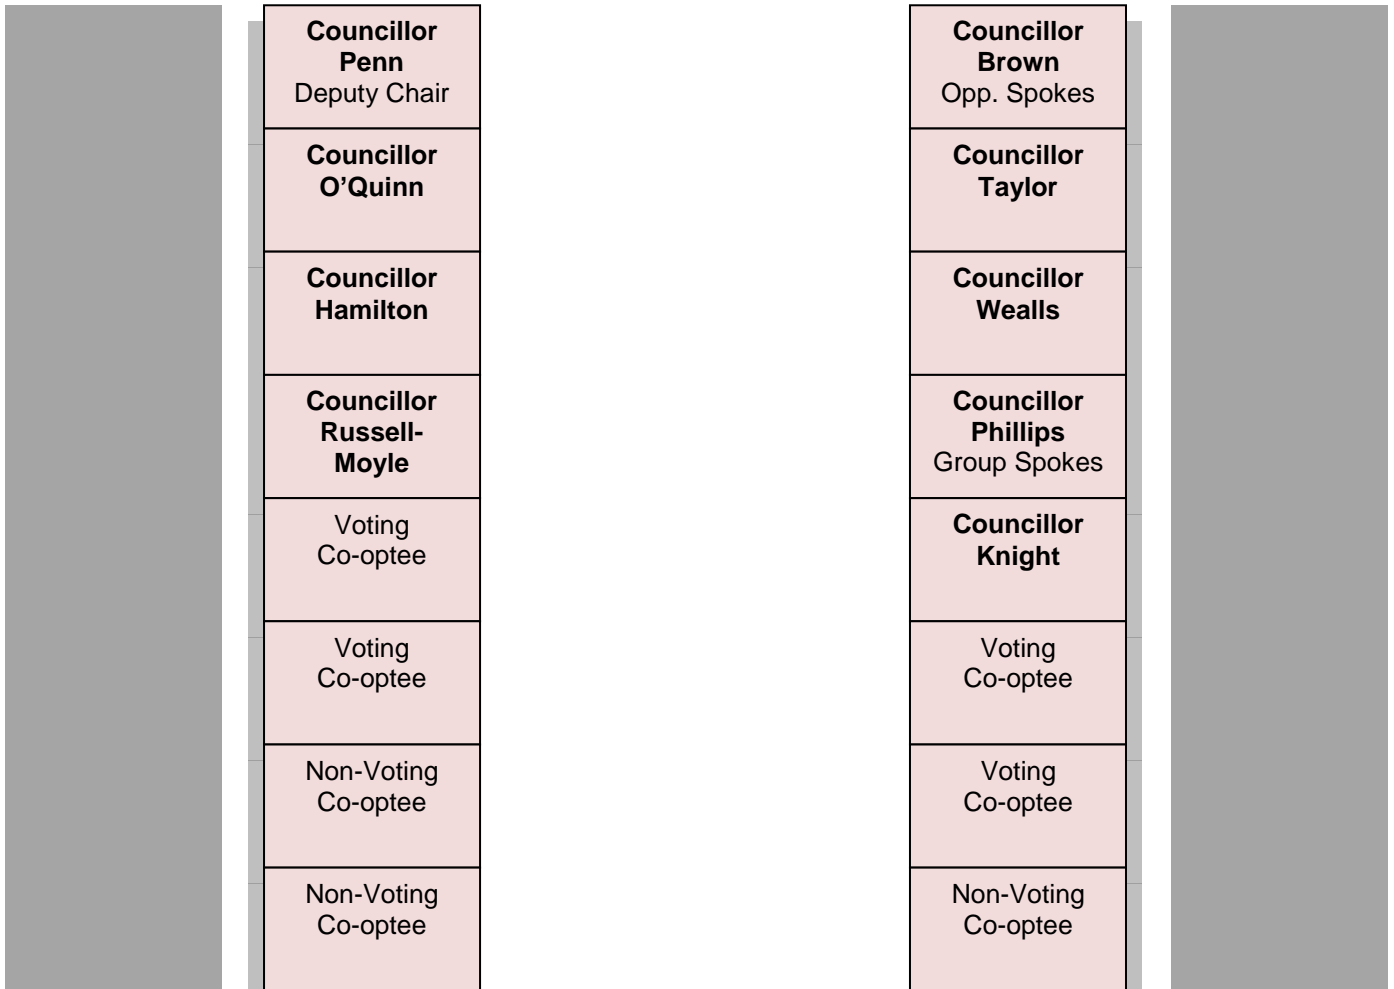 Councillor
Penn
Deputy Chair
Councillor
O’Quinn
Councillor
Hamilton
Councillor
Russell-
Moyle
Voting
Co-optee
Voting
Co-optee
Non-Voting
Co-optee
Non-Voting
Co-optee
Councillor
Brown
Opp. Spokes
Councillor
Taylor
Councillor
Wealls
Councillor
Phillips
Group Spokes
Councillor
Knight
Voting
Co-optee
Voting
Co-optee
Non-Voting
Co-optee